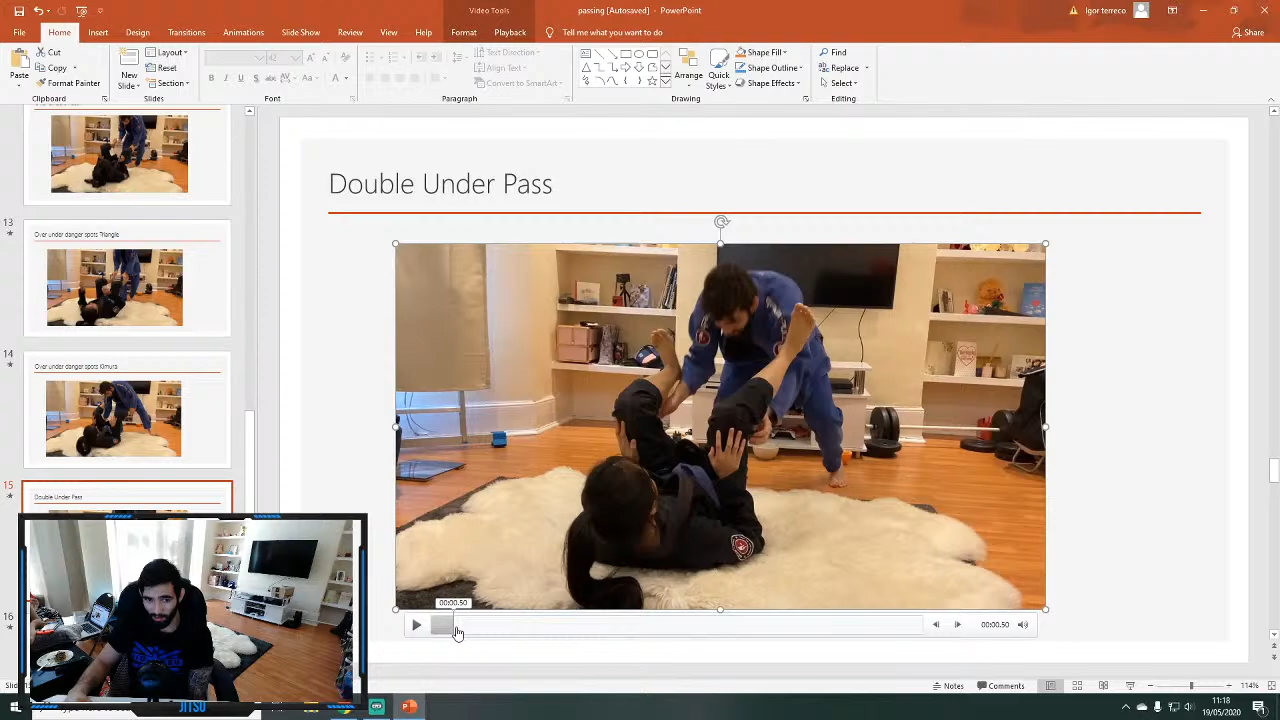 Video Tools
passing [Autosaved] - PowerPoint
Igor terreco
File Home Insert Draw Design Transitions Animations Slide Show Review View Help Format Playback Tell me what you want to do Share
Paste
Cut
Copy
Format Painter
Clipboard
New Slide
Layout
Reset
Section
Slides
42
Font
Text Direction
Align Text
Convert to SmartArt
Paragraph
Arrange
Quick Styles
Shape Fill
Shape Outline
Shape Effects
Drawing
Find
Replace
Select
Editing
13
Over under danger spots Triangle
14
Over under danger spots Kimura
15
Double Under Pass
16
Double Under Pass
00:00.50
00:00.50
JITSU
Notes
Comments
114%
11:18
19/05/2020